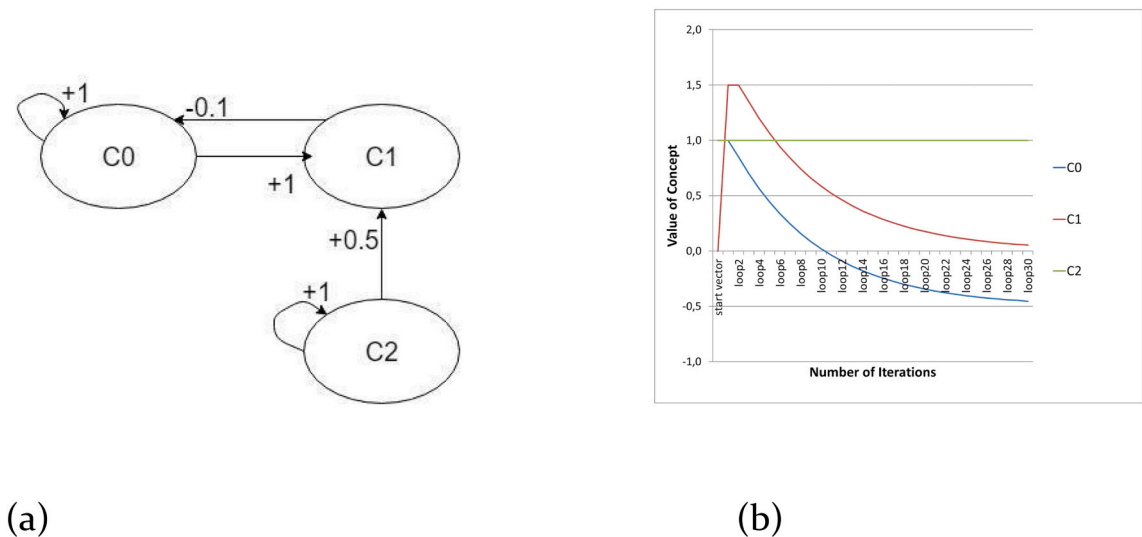 +1
-0.1
C0
C1
+1
+0.5
+1
C2
(a)
2,0
1,5
1,0
0,5
0,0
-0,5
-1,0
Value of Concept
start vector
loop2
loop4
loop6
loop8
loop10
loop12
loop14
loop16
loop18
loop20
loop22
loop24
loop26
loop28
loop30
Number of Iterations
C0
C1
C2
(b)